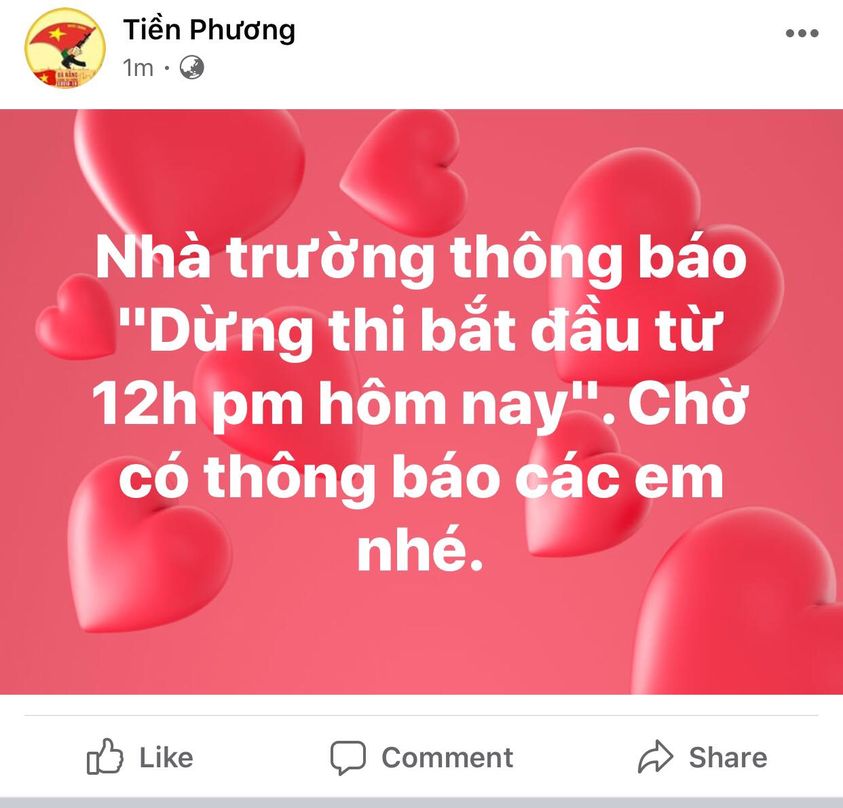 Tiền Phương
1m ·
Nhà trường thông báo
"Dừng thi bắt đầu từ
12h pm hôm nay". Chờ
có thông báo các em
nhé.
Like
Comment
Share